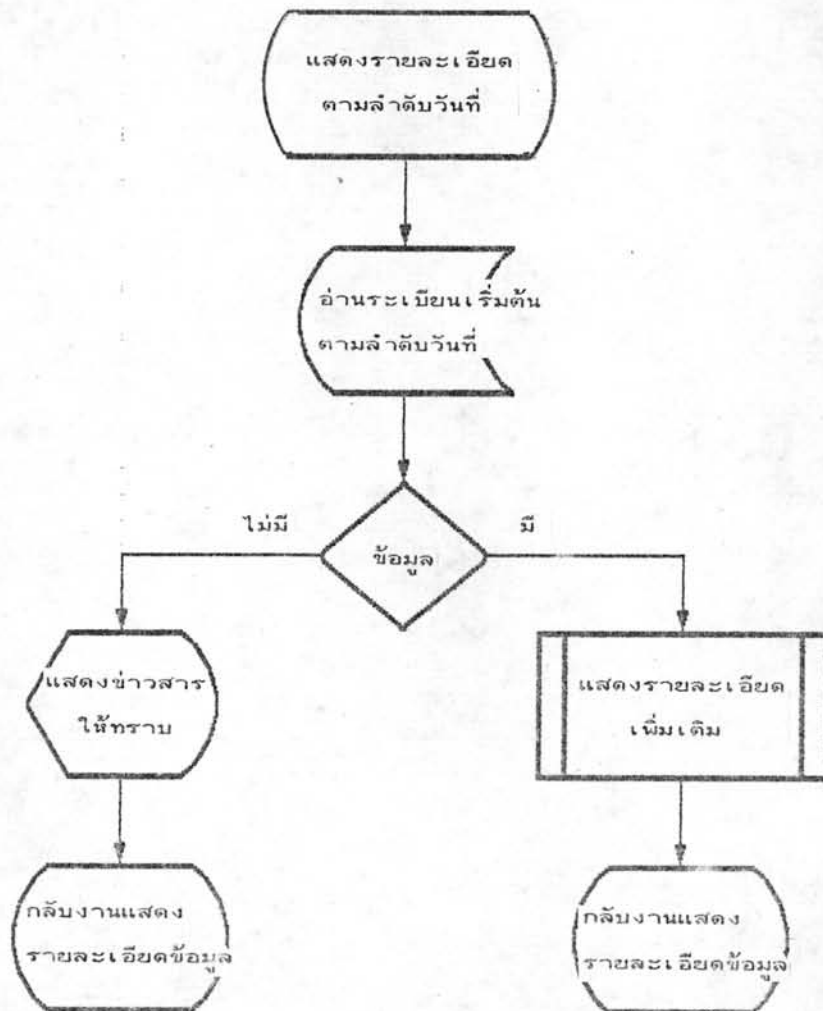 แสดงรายละเอียด
ตามลำดับวันที่
อ่านระเบียนเริ่มต้น
ตามลำดับวันที่
ไม่มี
มี
ข้อมูล
แสดงข่าวสาร
ให้ทราบ
แสดงรายละเอียด
เพิ่มเติม
กลับงานแสดง
รายละเอียดข้อมูล
กลับงานแสดง
รายละเอียดข้อมูล